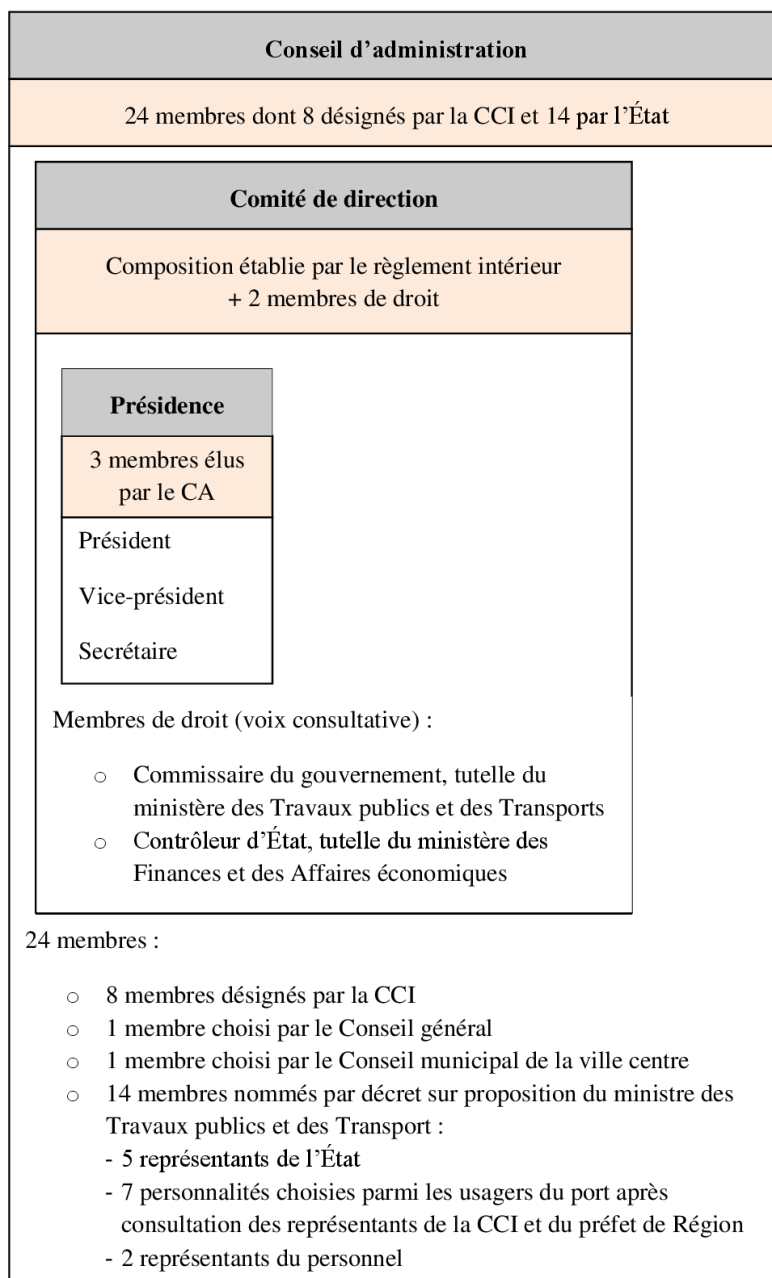 Conseil d’administration
24 membres dont 8 désignés par la CCI et 14 par l’État
Comité de direction
Composition établie par le règlement intérieur
+ 2 membres de droit
Présidence
3 membres élus
par le CA
Président
Vice-président
Secrétaire
Membres de droit (voix consultative) :
○ Commissaire du gouvernement, tutelle du
ministère des Travaux publics et des Transports
○ Contrôleur d’État, tutelle du ministère des
Finances et des Affaires économiques
24 membres :
○ 8 membres désignés par la CCI
○ 1 membre choisi par le Conseil général
○ 1 membre choisi par le Conseil municipal de la ville centre
○ 14 membres nommés par décret sur proposition du ministre des
Travaux publics et des Transport :
- 5 représentants de l’État
- 7 personnalités choisies parmi les usagers du port après
consultation des représentants de la CCI et du préfet de Région
- 2 représentants du personnel